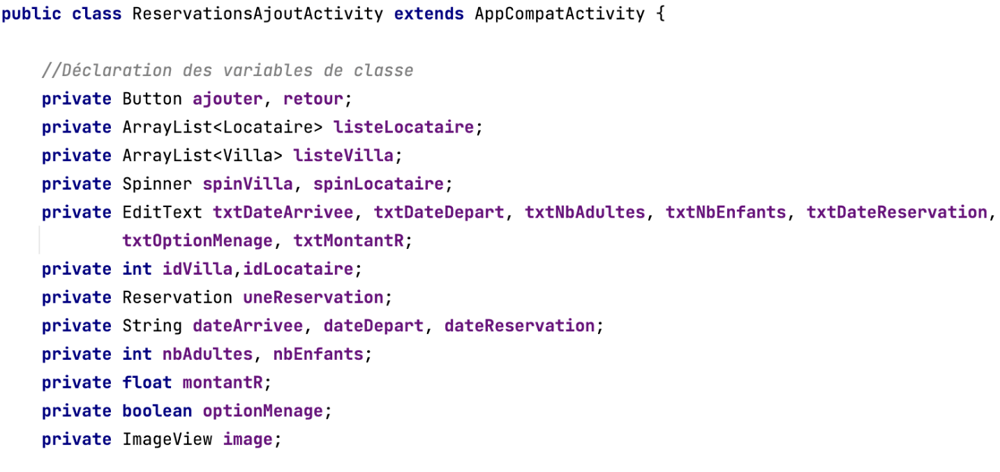 public class ReservationsAjoutActivity extends AppCompatActivity {
//Déclaration des variables de classe
private Button ajouter, retour;
private ArrayList<Locataire> listeLocataire;
private ArrayList<Villa> listeVilla;
private Spinner spinVilla, spinLocataire;
private EditText txtDateArrivee, txtDateDepart, txtNbAdultes, txtNbEnfants, txtDateReservation,
txtOptionMenage, txtMontantR;
private int idVilla,idLocataire;
private Reservation uneReservation;
private String dateArrivee, dateDepart, dateReservation;
private int nbAdultes, nbEnfants;
private float montantR;
private boolean optionMenage;
private ImageView image;